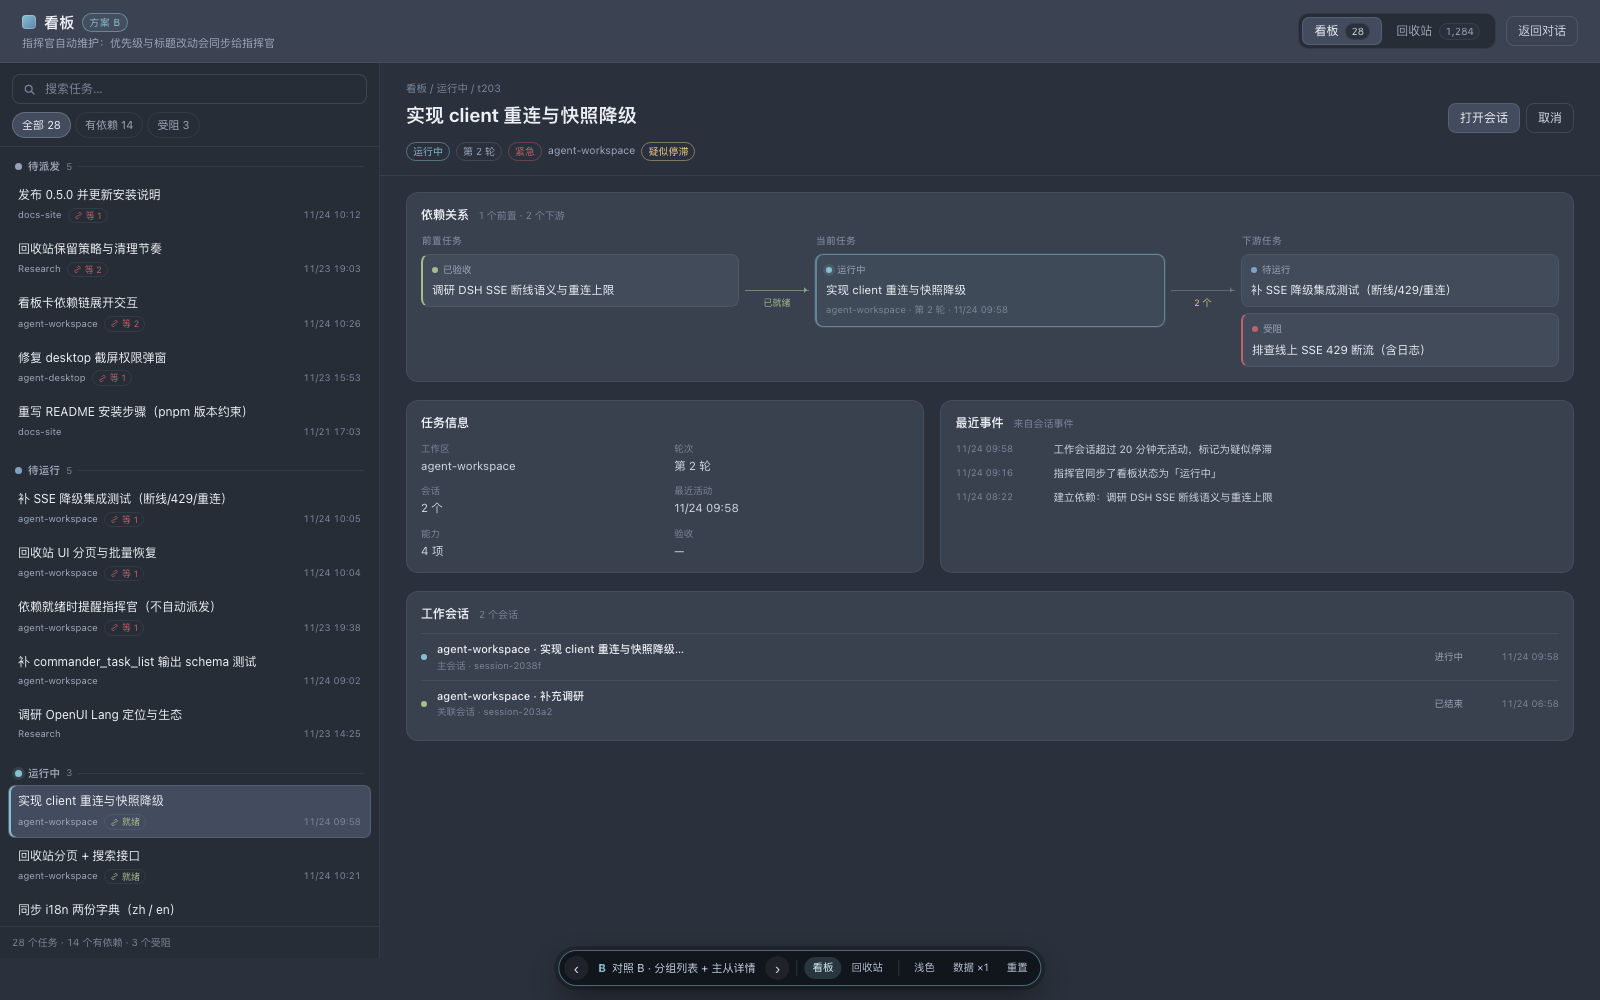 看板 方案 B
指挥官自动维护：优先级与标题改动会同步给指挥官
看板 28 回收站 1,284 返回对话
搜索任务...
全部 28 有依赖 14 受阻 3
待派发 5
发布 0.5.0 并更新安装说明
docs-site 等 1 11/24 10:12
回收站保留策略与清理节奏
Research 等 2 11/23 19:03
看板卡依赖链展开交互
agent-workspace 等 2 11/24 10:26
修复 desktop 截屏权限弹窗
agent-desktop 等 1 11/23 15:53
重写 README 安装步骤（pnpm 版本约束）
docs-site 11/21 17:03
待运行 5
补 SSE 降级集成测试（断线/429/重连）
agent-workspace 等 1 11/24 10:05
回收站 UI 分页与批量恢复
agent-workspace 等 1 11/24 10:04
依赖就绪时提醒指挥官（不自动派发）
agent-workspace 等 1 11/23 19:38
补 commander_task_list 输出 schema 测试
agent-workspace 11/24 09:02
调研 OpenUI Lang 定位与生态
Research 11/23 14:25
运行中 3
实现 client 重连与快照降级
agent-workspace 就绪 11/24 09:58
回收站分页 + 搜索接口
agent-workspace 就绪 11/24 10:21
同步 i18n 两份字典（zh / en）
28 个任务 · 14 个有依赖 · 3 个受阻
看板 / 运行中 / t203
实现 client 重连与快照降级
打开会话 取消
运行中 第 2 轮 紧急 agent-workspace 疑似停滞
依赖关系 1 个前置 · 2 个下游
前置任务
已验收
调研 DSH SSE 断线语义与重连上限
已就绪
当前任务
运行中
实现 client 重连与快照降级
agent-workspace · 第 2 轮 · 11/24 09:58
2 个
下游任务
待运行
补 SSE 降级集成测试（断线/429/重连）
受阻
排查线上 SSE 429 断流（含日志）
任务信息
工作区 轮次
agent-workspace 第 2 轮
会话 最近活动
2 个 11/24 09:58
能力 验收
4 项 —
最近事件 来自会话事件
11/24 09:58 工作会话超过 20 分钟无活动，标记为疑似停滞
11/24 09:16 指挥官同步了看板状态为「运行中」
11/24 08:22 建立依赖：调研 DSH SSE 断线语义与重连上限
工作会话 2 个会话
agent-workspace · 实现 client 重连与快照降级...
主会话 · session-2038f
进行中 11/24 09:58
agent-workspace · 补充调研
关联会话 · session-203a2
已结束 11/24 06:58
‹ B 对照 B · 分组列表 + 主从详情 › 看板 回收站 浅色 数据 ×1 重置